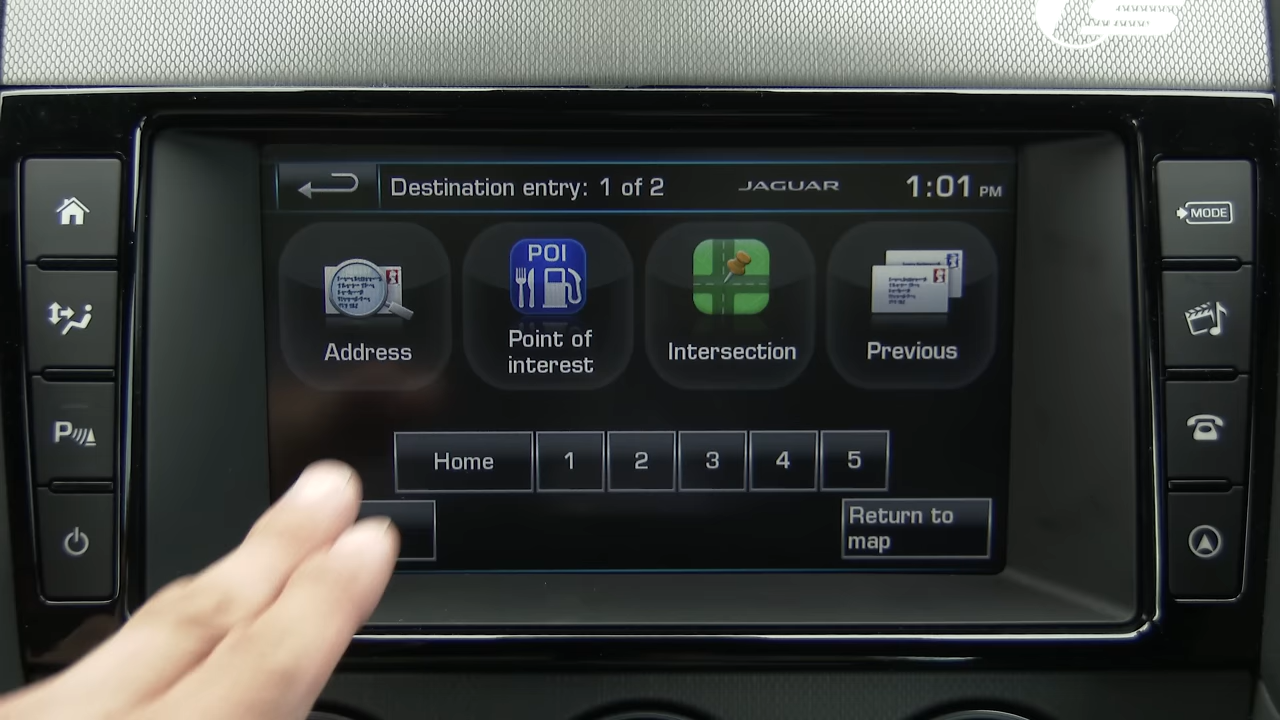 Destination entry: 1 of 2
JAGUAR
1:01 PM
MODE
POI
Address
Point of
interest
Intersection
Previous
P
Home
1
2
3
4
5
Return to
map